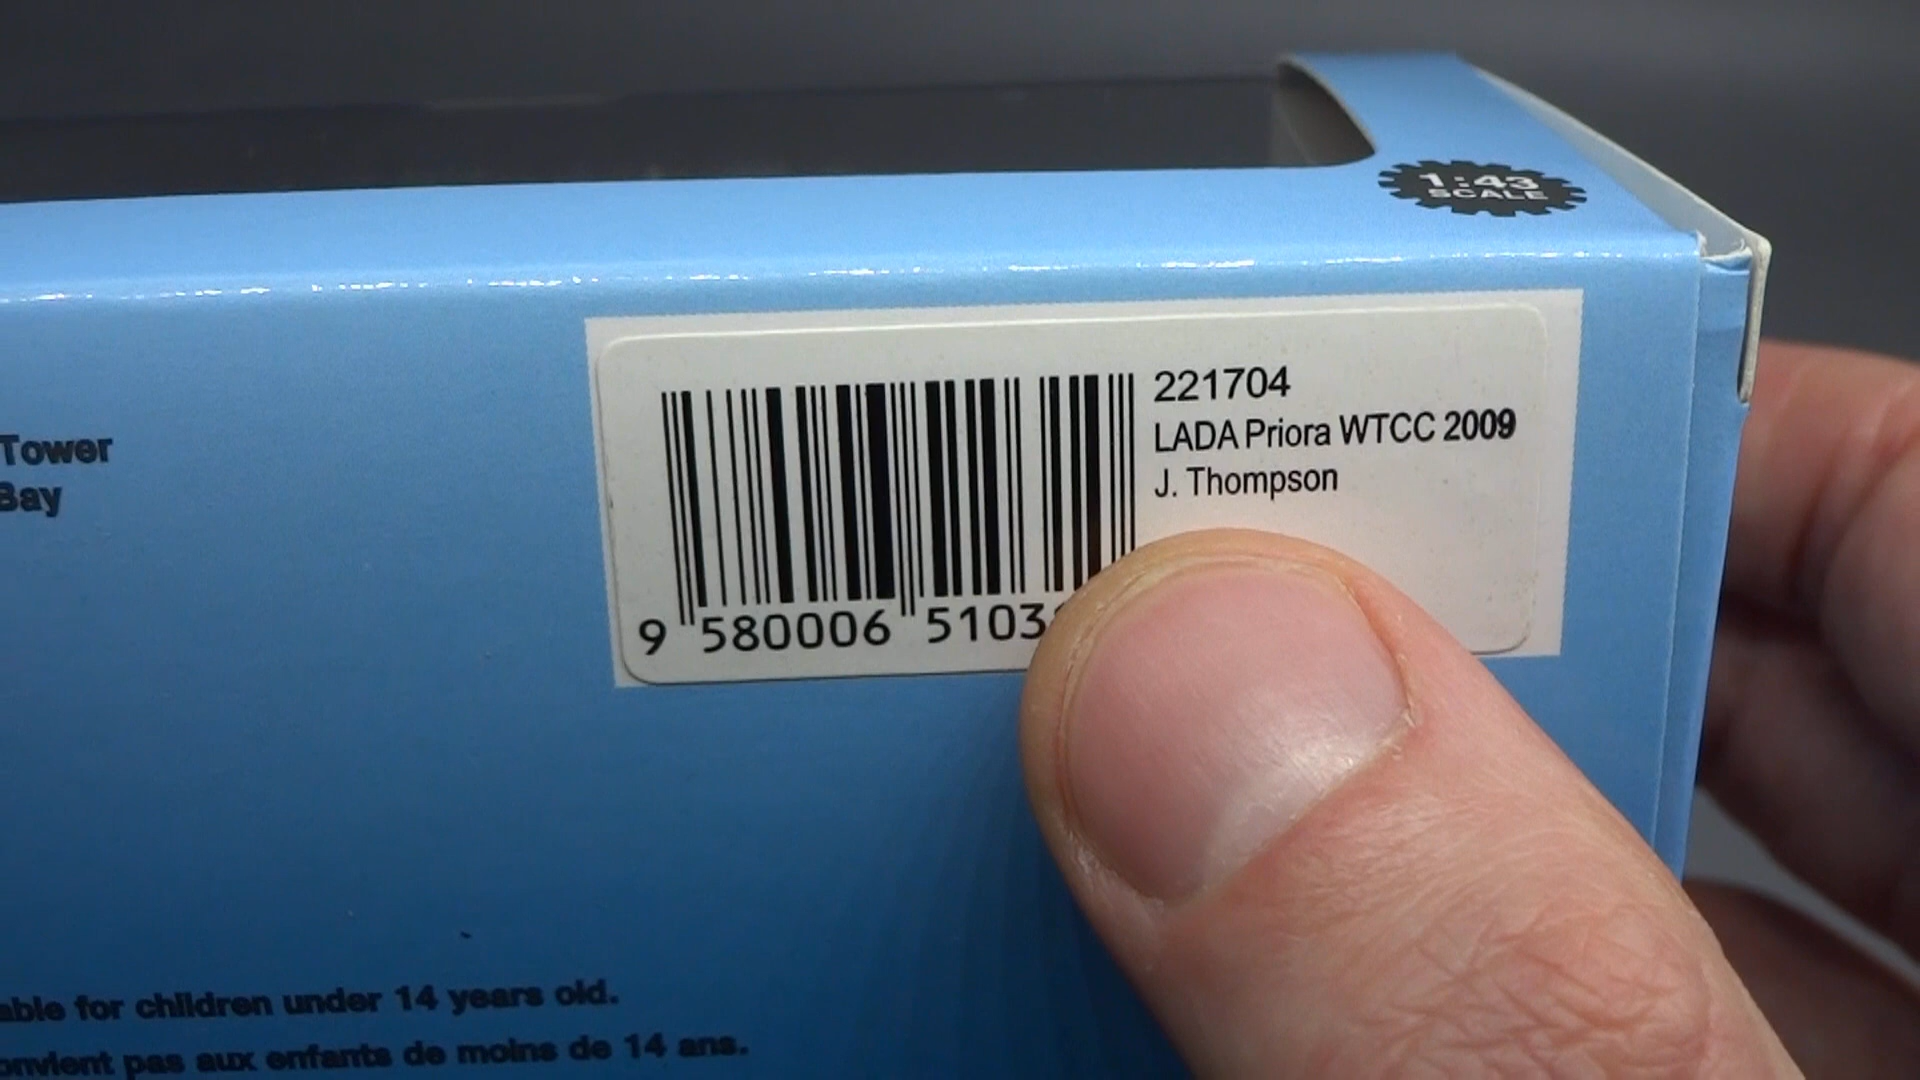 1:43
SCALE
221704
LADA Priora WTCC 2009
J. Thompson
Tower
Bay
9 580006 5103
able for children under 14 years old.
onvient pas aux enfants de moins de 14 ans.